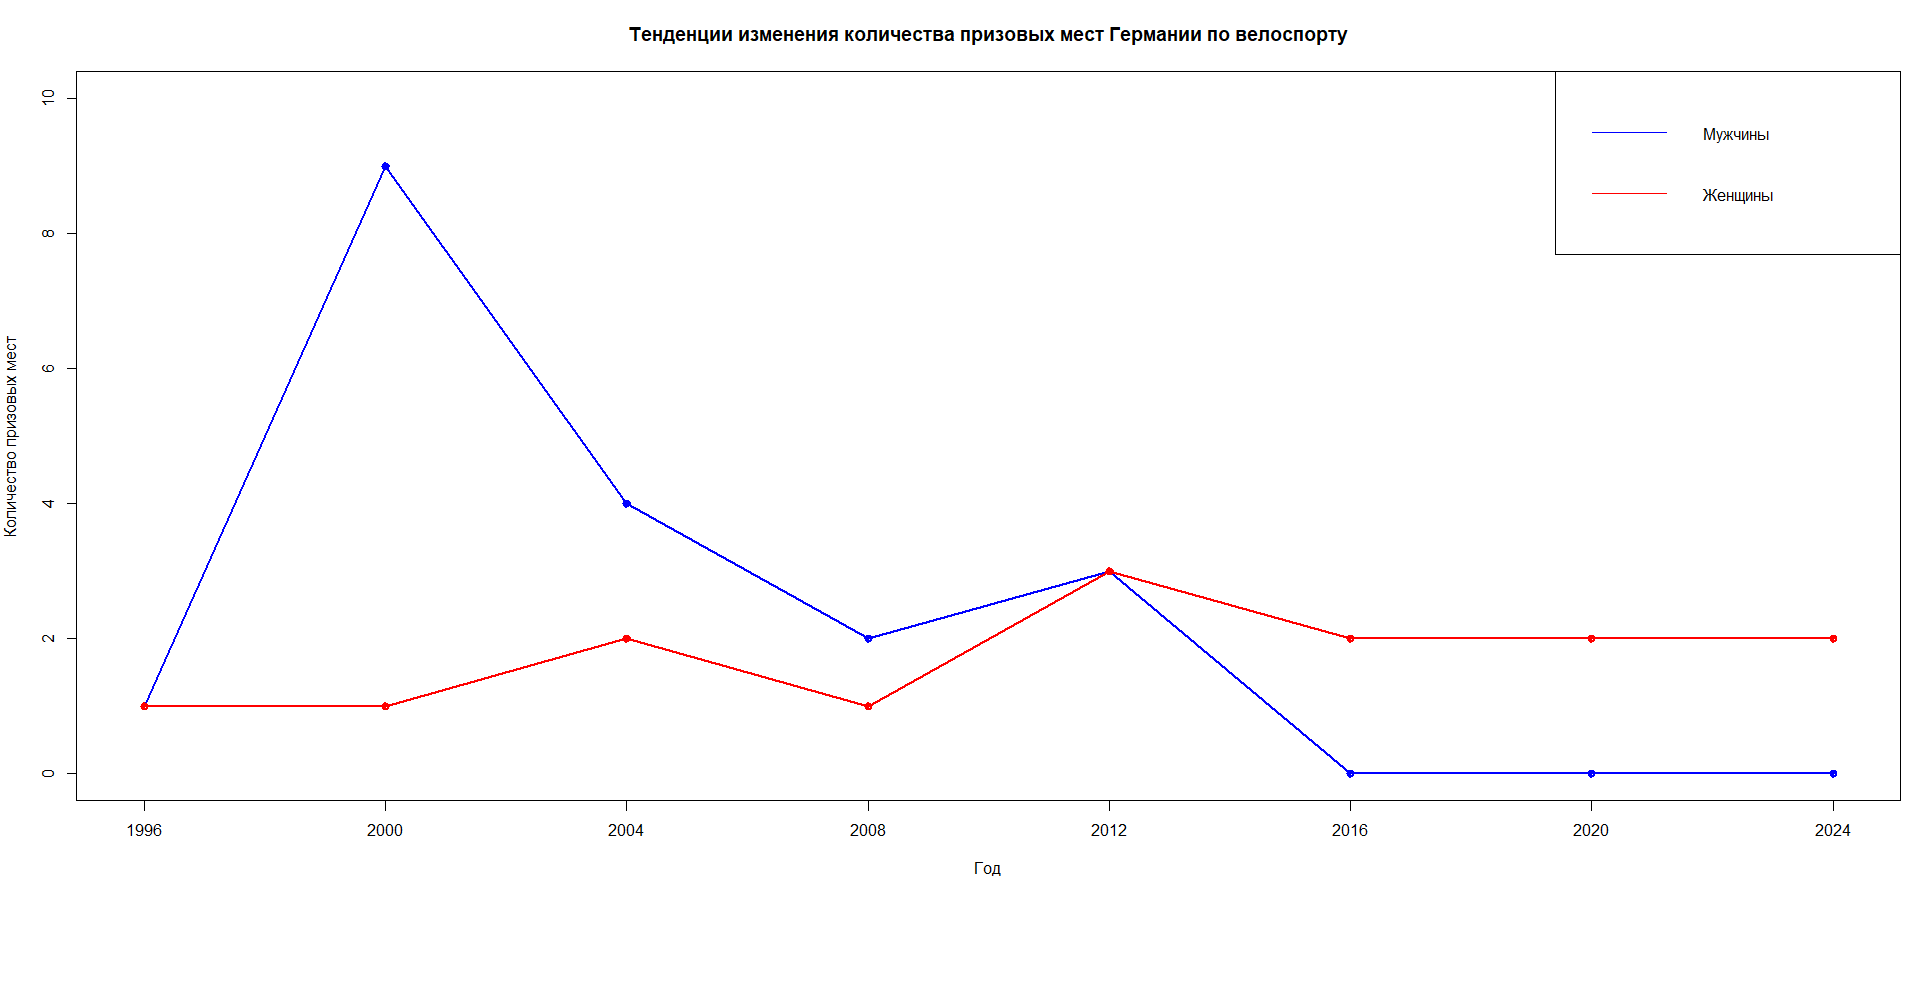 Тенденции изменения количества призовых мест Германии по велоспорту
Количество призовых мест
10
8
6
4
2
0
Мужчины
Женщины
1996 2000 2004 2008 2012 2016 2020 2024
Год